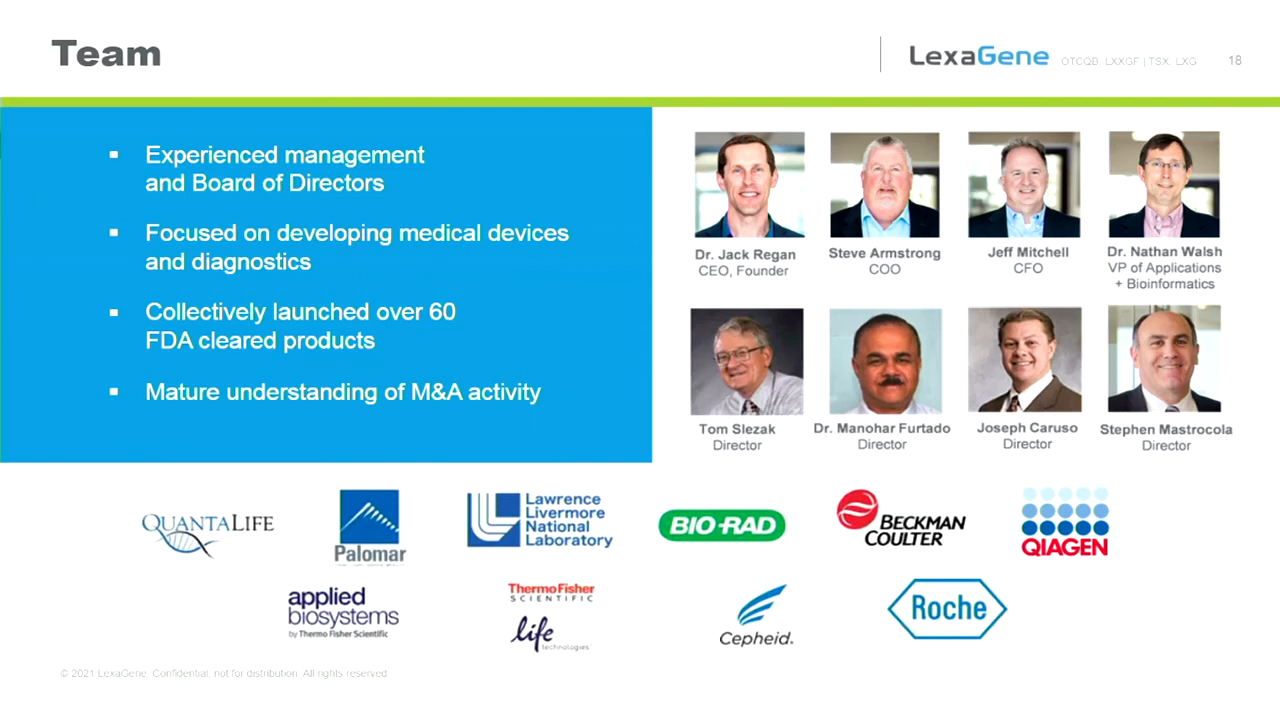 Team
LexaGene OTCQB: LXXGF | TSX: LXG 18
▪ Experienced management
and Board of Directors
▪ Focused on developing medical devices
and diagnostics
▪ Collectively launched over 60
FDA cleared products
▪ Mature understanding of M&A activity
Dr. Jack Regan
CEO, Founder
Steve Armstrong
COO
Jeff Mitchell
CFO
Dr. Nathan Walsh
VP of Applications
+ Bioinformatics
Tom Slezak
Director
Dr. Manohar Furtado
Director
Joseph Caruso
Director
Stephen Mastrocola
Director
QUANTALIFE
Palomar
Lawrence
Livermore
National
Laboratory
BIO-RAD
BECKMAN
COULTER
QIAGEN
applied
biosystems
by Thermo Fisher Scientific
ThermoFisher
SCIENTIFIC
life
technologies
Cepheid.
Roche
© 2021 LexaGene. Confidential, not for distribution. All rights reserved.